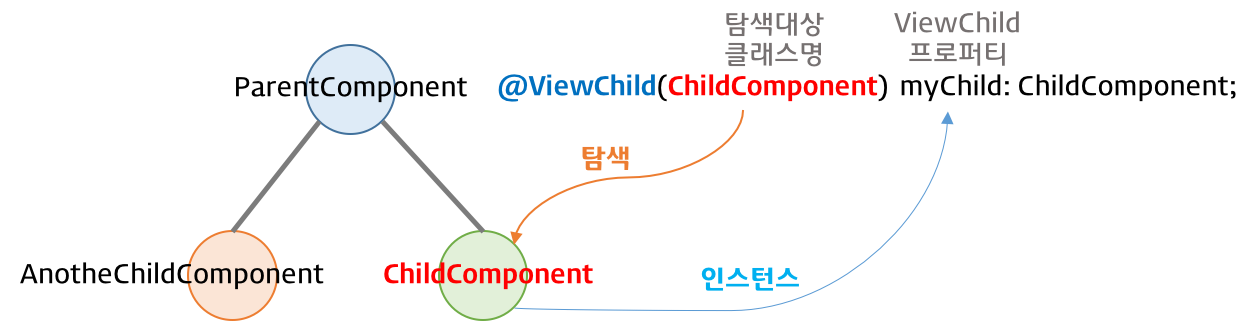 탐색대상
클래스명
ViewChild
프로퍼티
ParentComponent
@ViewChild(ChildComponent) myChild: ChildComponent;
탐색
AnotheChildComponent
ChildComponent
인스턴스